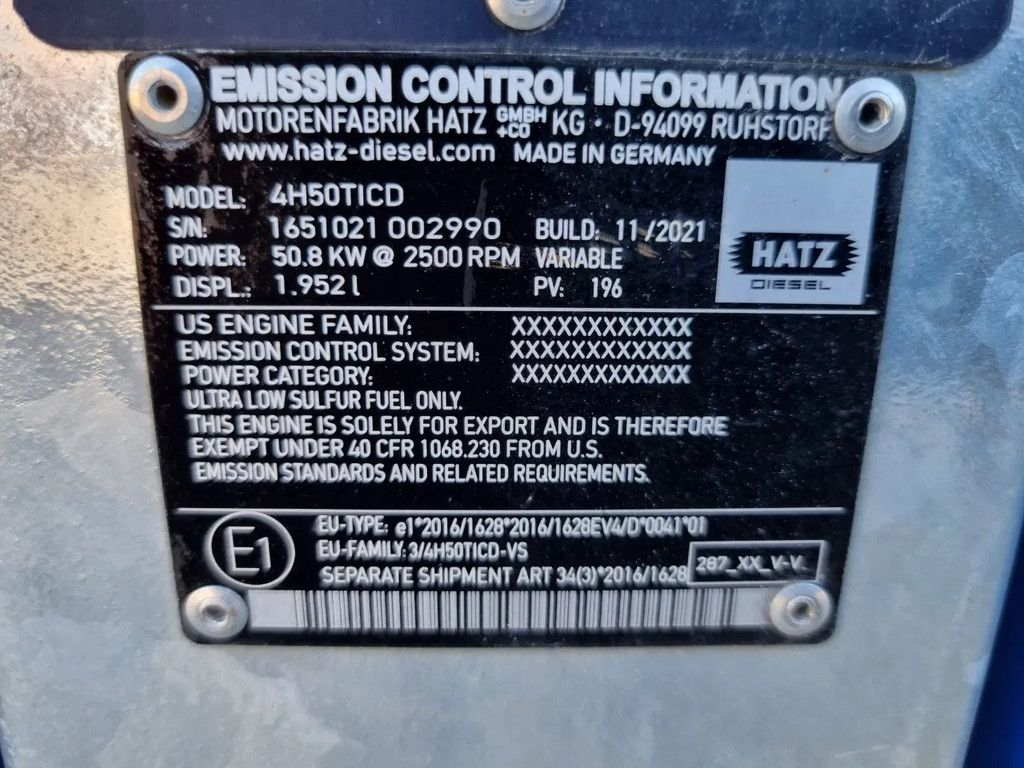 EMISSION CONTROL INFORMATION
MOTORENFABRIK HATZ GMBH +CO KG · D-94099 RUHSTORF
www.hatz-diesel.com MADE IN GERMANY
MODEL: 4H50TICD
S/N: 1651021 002990 BUILD: 11/2021
POWER: 50.8 KW @ 2500 RPM VARIABLE
DISPL.: 1.952 l PV: 196
HATZ
DIESEL
US ENGINE FAMILY: XXXXXXXXXXXX
EMISSION CONTROL SYSTEM: XXXXXXXXXXXX
POWER CATEGORY: XXXXXXXXXXXX
ULTRA LOW SULFUR FUEL ONLY.
THIS ENGINE IS SOLELY FOR EXPORT AND IS THEREFORE
EXEMPT UNDER 40 CFR 1068.230 FROM U.S.
EMISSION STANDARDS AND RELATED REQUIREMENTS.
E1
EU-TYPE: e1*2016/1628*2016/1628EV4/D*0041*01
EU-FAMILY: 3/4H50TICD-VS
SEPARATE SHIPMENT ART 34(3)*2016/1628 287_XX_V-V